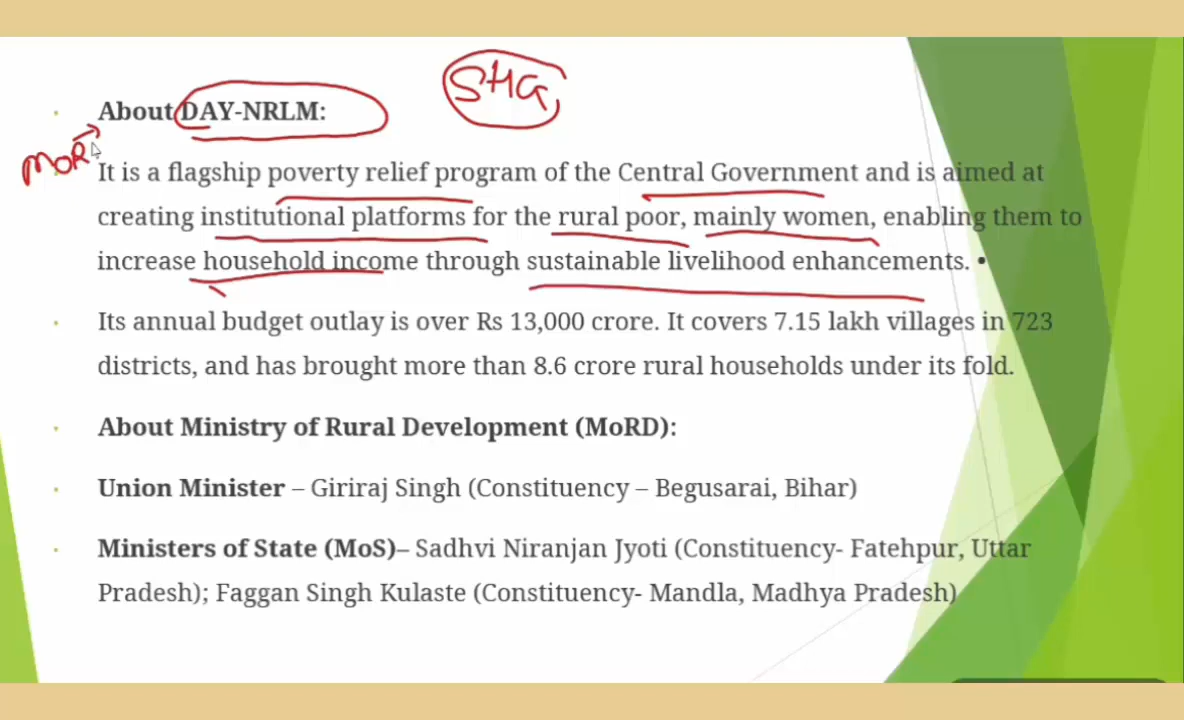 SHG
About DAY-NRLM:
MOR
It is a flagship poverty relief program of the Central Government and is aimed at
creating institutional platforms for the rural poor, mainly women, enabling them to
increase household income through sustainable livelihood enhancements. •
Its annual budget outlay is over Rs 13,000 crore. It covers 7.15 lakh villages in 723
districts, and has brought more than 8.6 crore rural households under its fold.
About Ministry of Rural Development (MoRD):
Union Minister – Giriraj Singh (Constituency – Begusarai, Bihar)
Ministers of State (MoS)– Sadhvi Niranjan Jyoti (Constituency- Fatehpur, Uttar
Pradesh); Faggan Singh Kulaste (Constituency- Mandla, Madhya Pradesh)